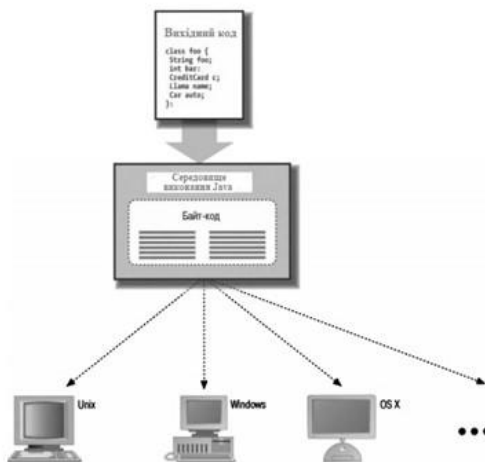 Вихідний код
class foo {
String foo;
int bar:
CreditCard c;
Llama name;
Car auto;
};
Середовище
виконання Java
Байт-код
Unix
Windows
OS X
•••